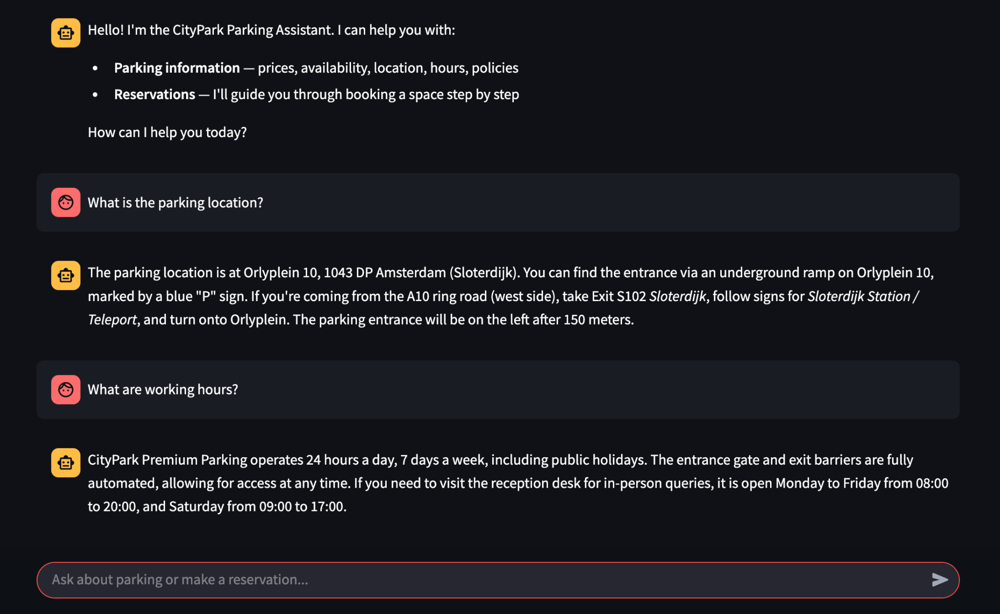 Hello! I'm the CityPark Parking Assistant. I can help you with:
• Parking information — prices, availability, location, hours, policies
• Reservations — I'll guide you through booking a space step by step
How can I help you today?
What is the parking location?
The parking location is at Orlyplein 10, 1043 DP Amsterdam (Sloterdijk). You can find the entrance via an underground ramp on Orlyplein 10,
marked by a blue "P" sign. If you're coming from the A10 ring road (west side), take Exit S102 Sloterdijk, follow signs for Sloterdijk Station /
Teleport, and turn onto Orlyplein. The parking entrance will be on the left after 150 meters.
What are working hours?
CityPark Premium Parking operates 24 hours a day, 7 days a week, including public holidays. The entrance gate and exit barriers are fully
automated, allowing for access at any time. If you need to visit the reception desk for in-person queries, it is open Monday to Friday from 08:00
to 20:00, and Saturday from 09:00 to 17:00.
Ask about parking or make a reservation...